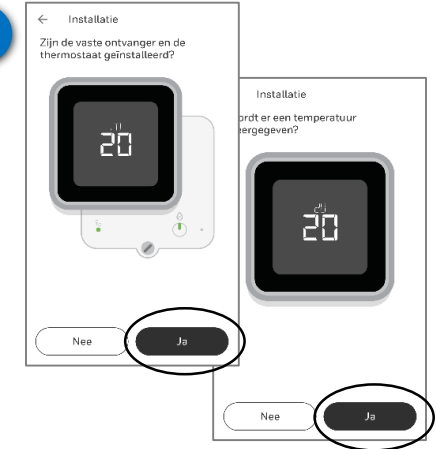 Installatie
Zijn de vaste ontvanger en de
thermostaat geïnstalleerd?
20
Nee
Ja
Installatie
ordt er een temperatuur
eergegeven?
20
Nee
Ja